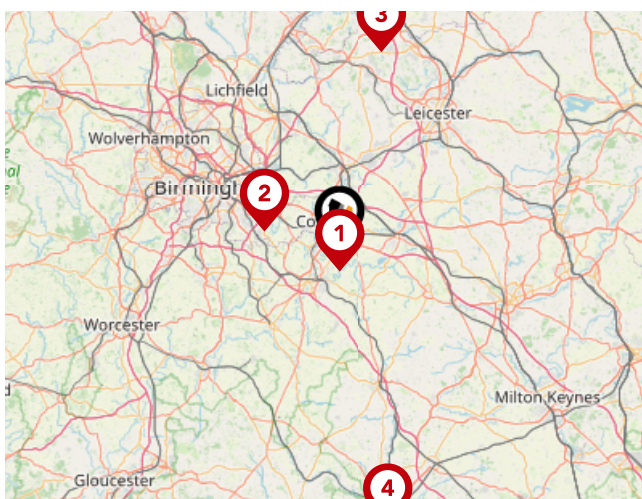 3
Lichfield
Leicester
Wolverhampton
Birmingh
2
Co
1
Worcester
Milton Keynes
Gloucester
4